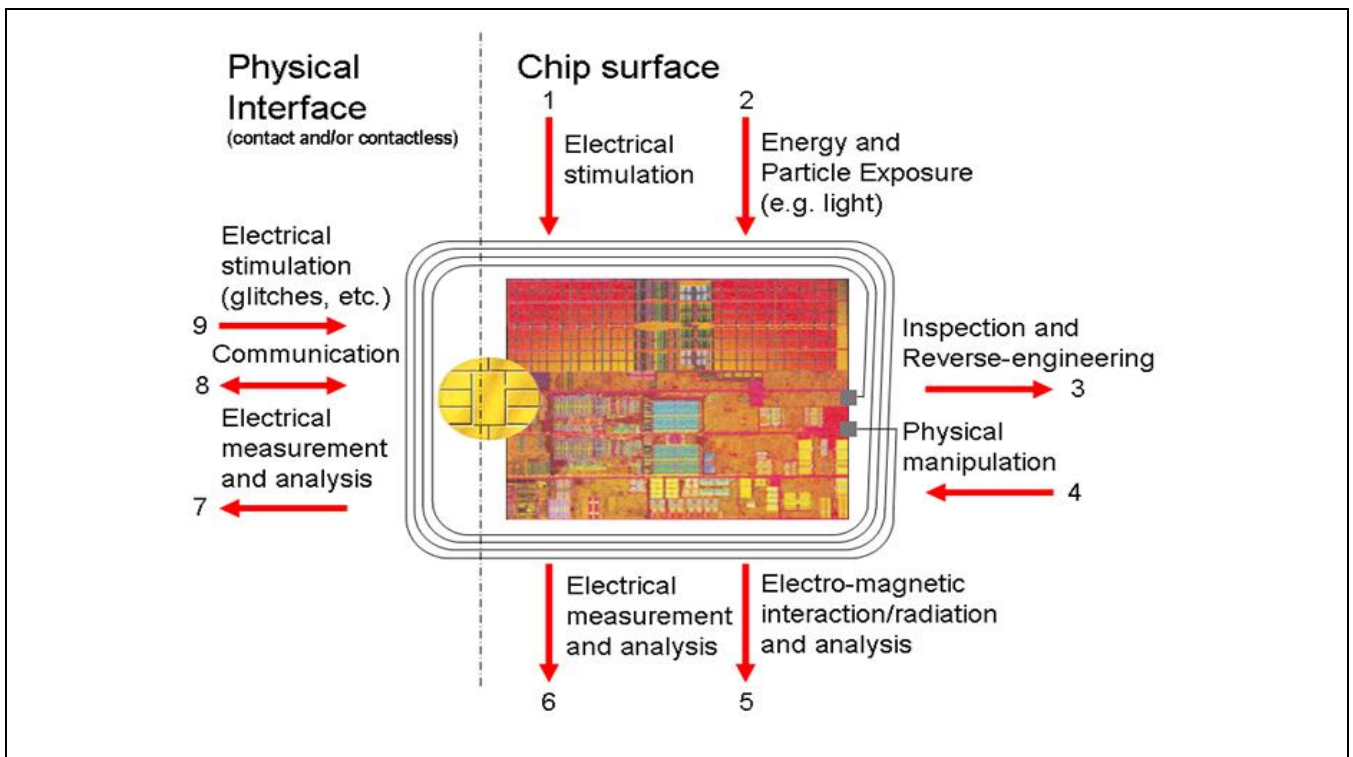 Physical
Interface
(contact and/or contactless)
Chip surface
1
2
Electrical
stimulation
Energy and
Particle Exposure
(e.g. light)
Electrical
stimulation
(glitches, etc.)
9
Communication
8
Electrical
measurement
and analysis
7
Inspection and
Reverse-engineering
3
Physical
manipulation
4
Electrical
measurement
and analysis
6
Electro-magnetic
interaction/radiation
and analysis
5